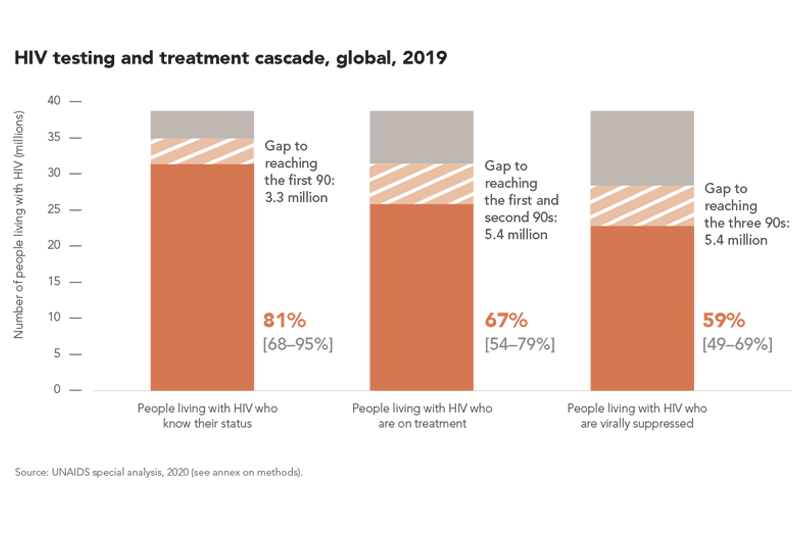 HIV testing and treatment cascade, global, 2019
Number of people living with HIV (millions)
40
35
30
25
20
15
10
5
0
Gap to
reaching
the first 90:
3.3 million
81%
[68–95%]
Gap to
reaching
the first and
second 90s:
5.4 million
67%
[54–79%]
Gap to
reaching
the three 90s:
5.4 million
59%
[49–69%]
People living with HIV who
know their status
People living with HIV who
are on treatment
People living with HIV who
are virally suppressed
Source: UNAIDS special analysis, 2020 (see annex on methods).